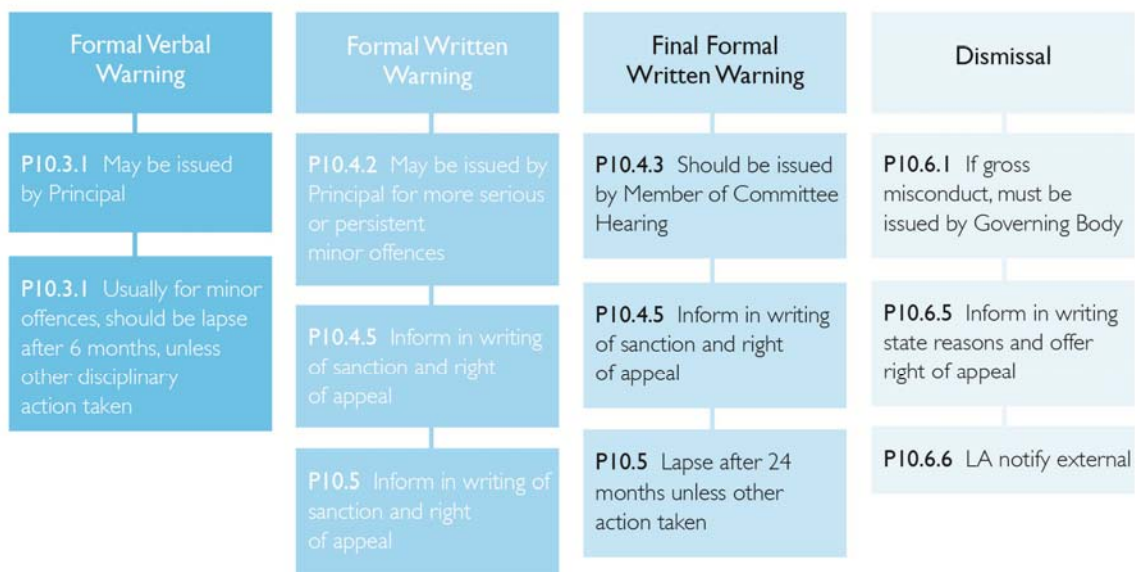 Formal Verbal
Warning
P10.3.1 May be issued
by Principal
P10.3.1 Usually for minor
offences, should be lapse
after 6 months, unless
other disciplinary
action taken
Formal Written
Warning
P10.4.2 May be issued by
Principal for more serious
or persistent
minor offences
P10.4.5 Inform in writing
of sanction and right
of appeal
P10.5 Inform in writing of
sanction and right
of appeal
Final Formal
Written Warning
P10.4.3 Should be issued
by Member of Committee
Hearing
P10.4.5 Inform in writing
of sanction and right
of appeal
P10.5 Lapse after 24
months unless other
action taken
Dismissal
P10.6.1 If gross
misconduct, must be
issued by Governing Body
P10.6.5 Inform in writing
state reasons and offer
right of appeal
P10.6.6 LA notify external